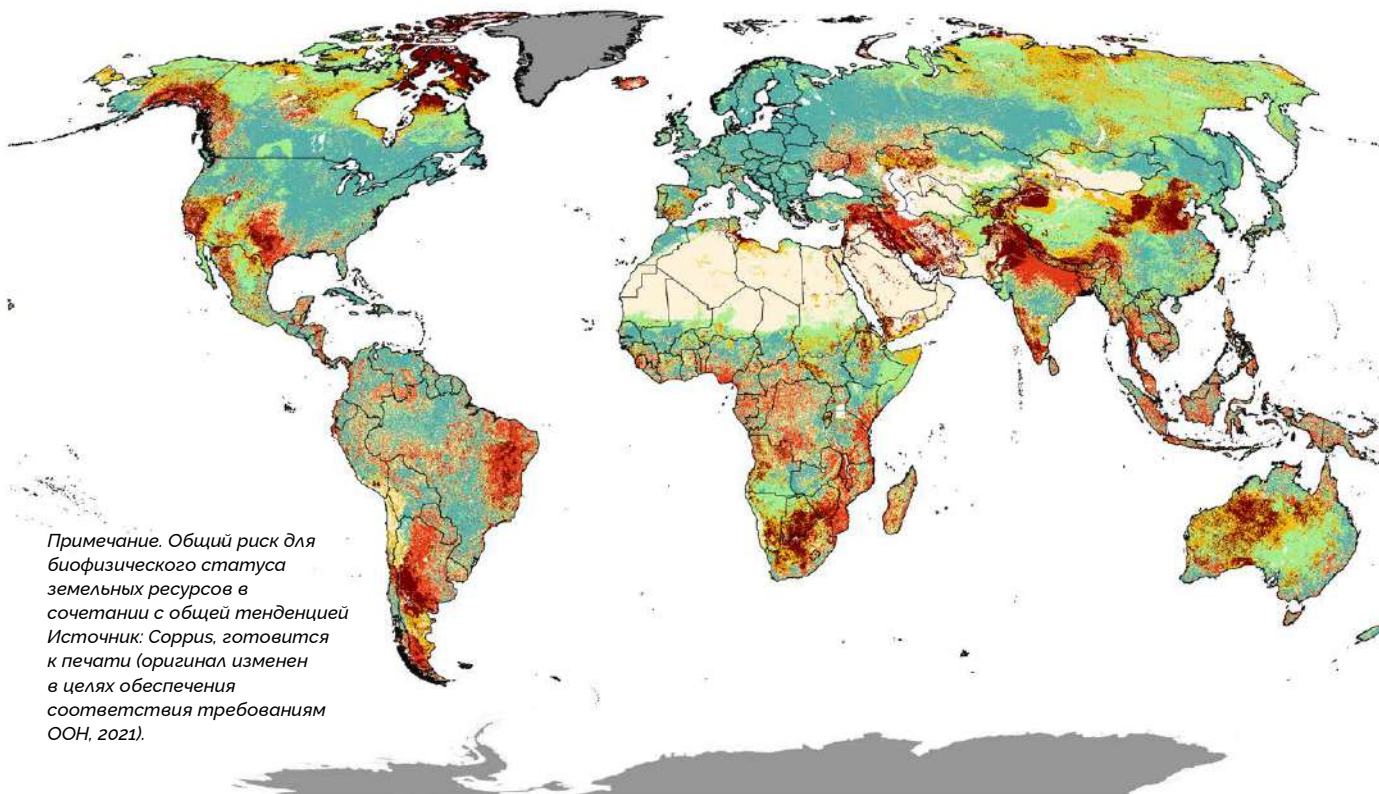 Примечание. Общий риск для
биофизического статуса
земельных ресурсов в
сочетании с общей тенденцией
Источник: Coppus, готовится
к печати (оригинал изменен
в целях обеспечения
соответствия требованиям
ООН, 2021).